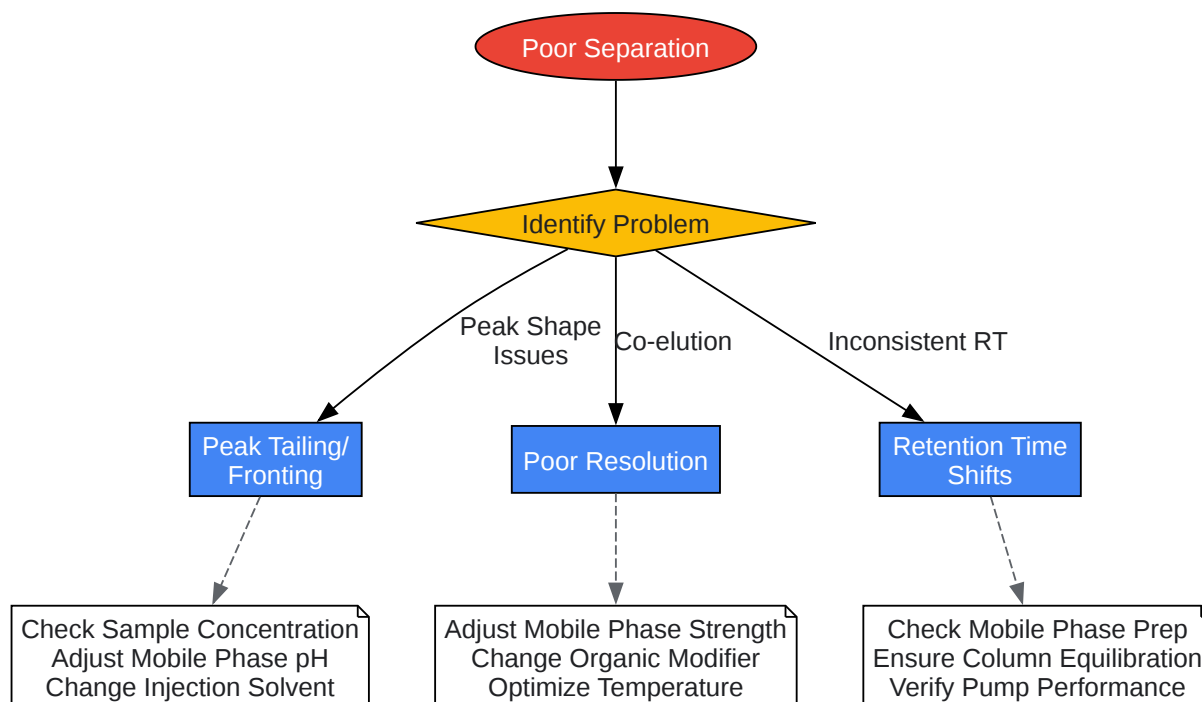 Poor Separation
Identify Problem
Peak Shape
Issues
Co-elution
Inconsistent RT
Peak Tailing/
Fronting
Poor Resolution
Retention Time
Shifts
Check Sample Concentration
Adjust Mobile Phase pH
Change Injection Solvent
Adjust Mobile Phase Strength
Change Organic Modifier
Optimize Temperature
Check Mobile Phase Prep
Ensure Column Equilibration
Verify Pump Performance